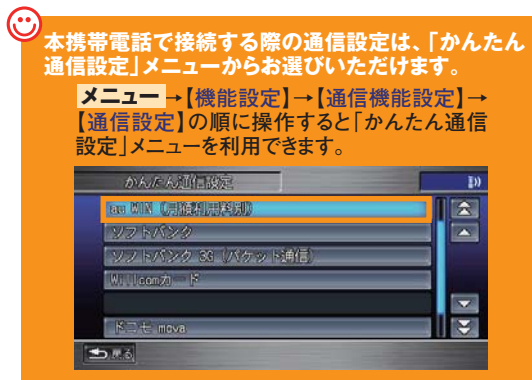 本携帯電話で接続する際の通信設定は、「かんたん
通信設定」メニューからお選びいただけます。
メニュー→【機能設定】→【通信機能設定】→
【通信設定】の順に操作すると「かんたん通信
設定」メニューを利用できます。
かんたん通信設定
au WIN (月額利用料別)
ソフトバンク
ソフトバンク 3G (パケット通信)
Willcomカード
ドコモ mova
戻る